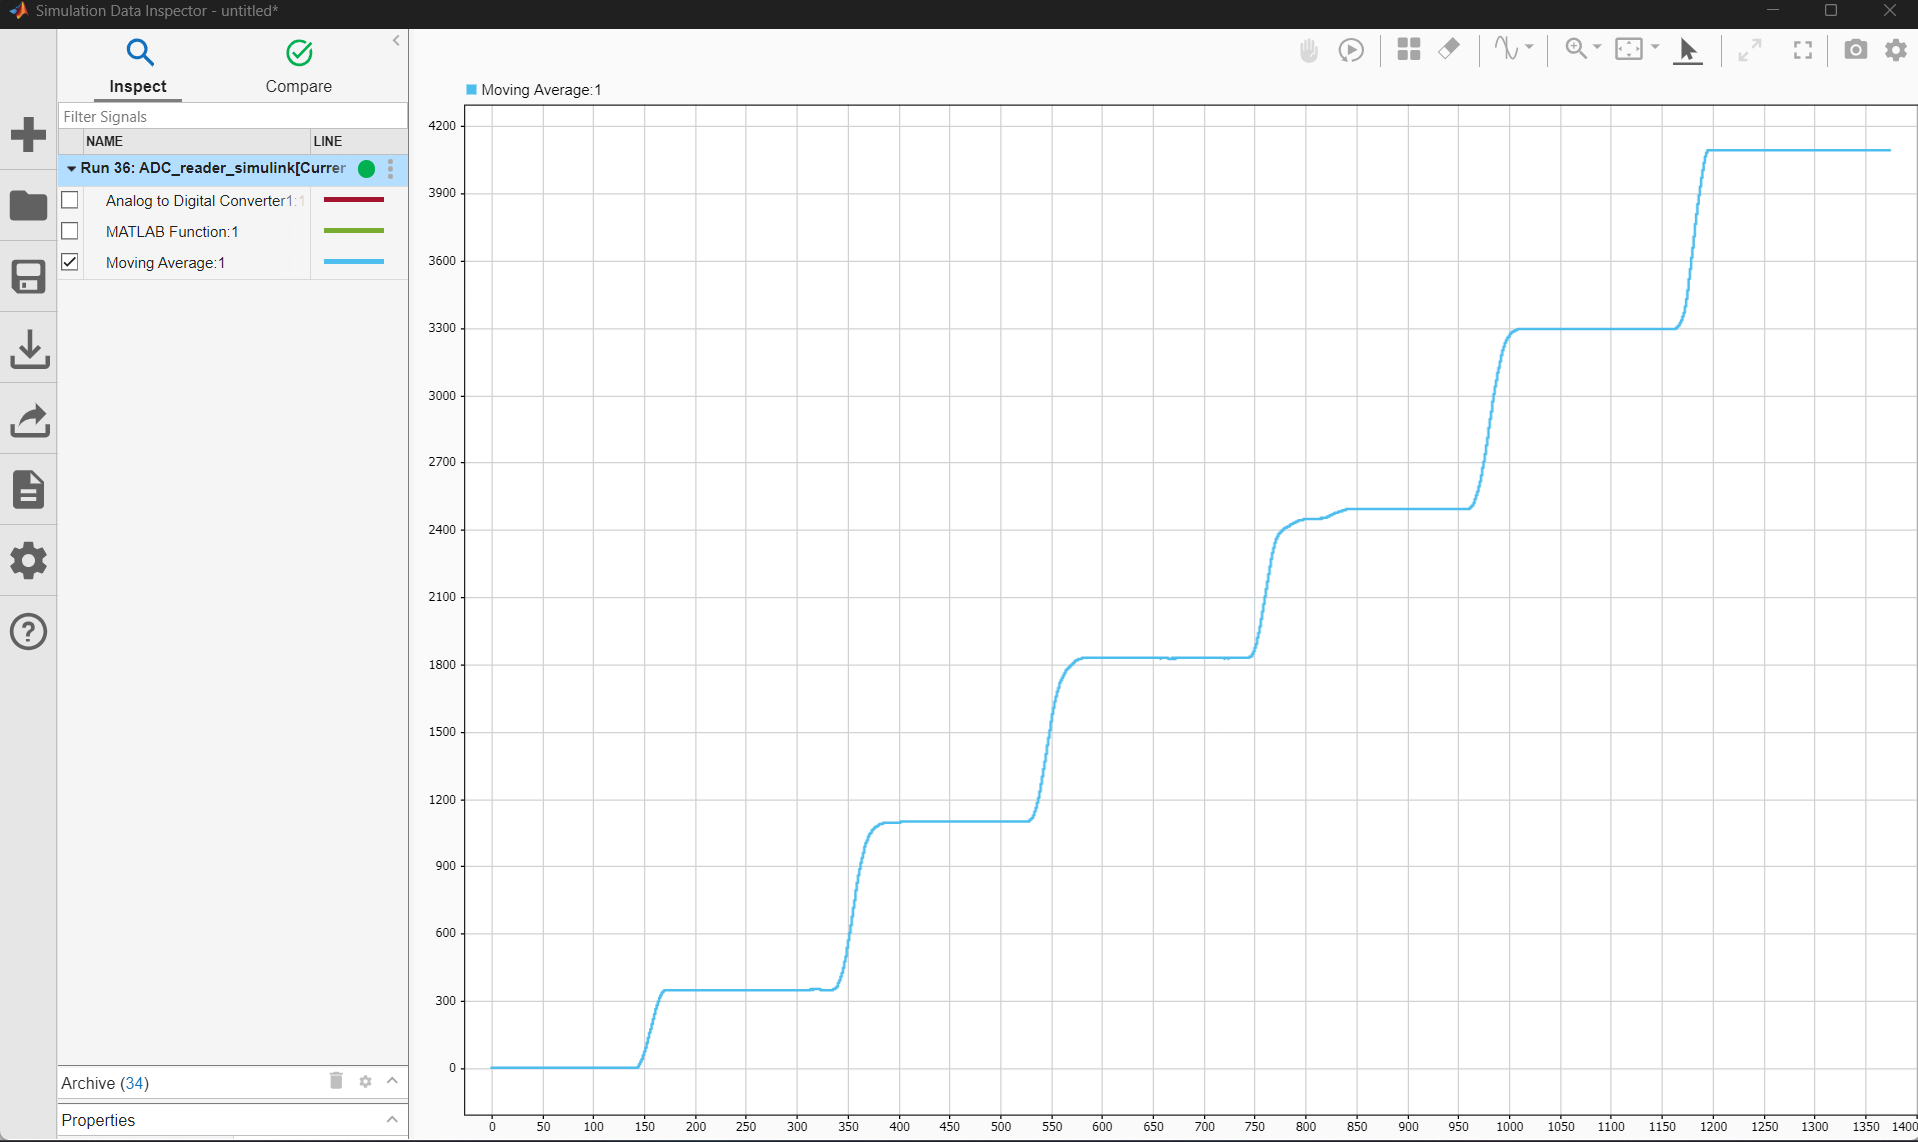 Simulation Data Inspector - untitled*
Inspect
Compare
Filter Signals
NAME
LINE
Run 36: ADC_reader_simulink[Currer
Analog to Digital Converter1:1
MATLAB Function:1
Moving Average:1
Archive (34)
Properties
Moving Average:1
4200
3900
3600
3300
3000
2700
2400
2100
1800
1500
1200
900
600
300
0
0 50 100 150 200 250 300 350 400 450 500 550 600 650 700 750 800 850 900 950 1000 1050 1100 1150 1200 1250 1300 1350 1400